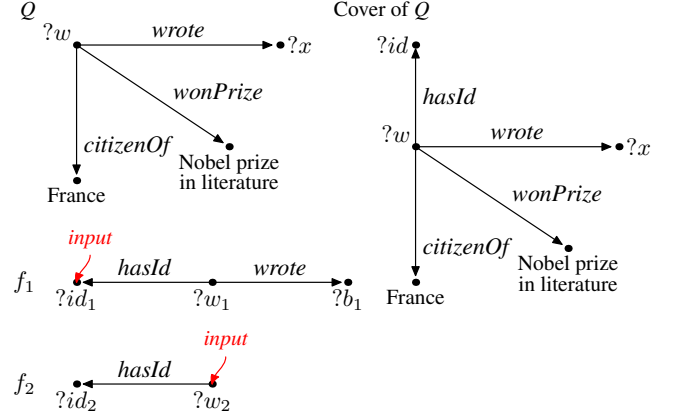 Q
?w wrote ?x
wonPrize
citizenOf
Nobel prize
in literature
France
Cover of Q
?id
hasId
?w wrote ?x
wonPrize
citizenOf
Nobel prize
in literature
France
input
f₁ hasId wrote
?id₁ ?w₁ ?b₁
input
f₂ hasId
?id₂ ?w₂